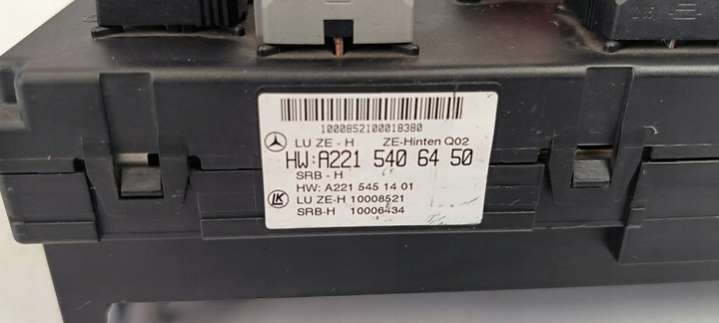 1000852100018380
LU ZE - H ZE-Hinten Q02
HW:A221 540 64 50
SRB - H
HW: A221 545 14 01
LU ZE-H 10008521
SRB-H 10006434
LK